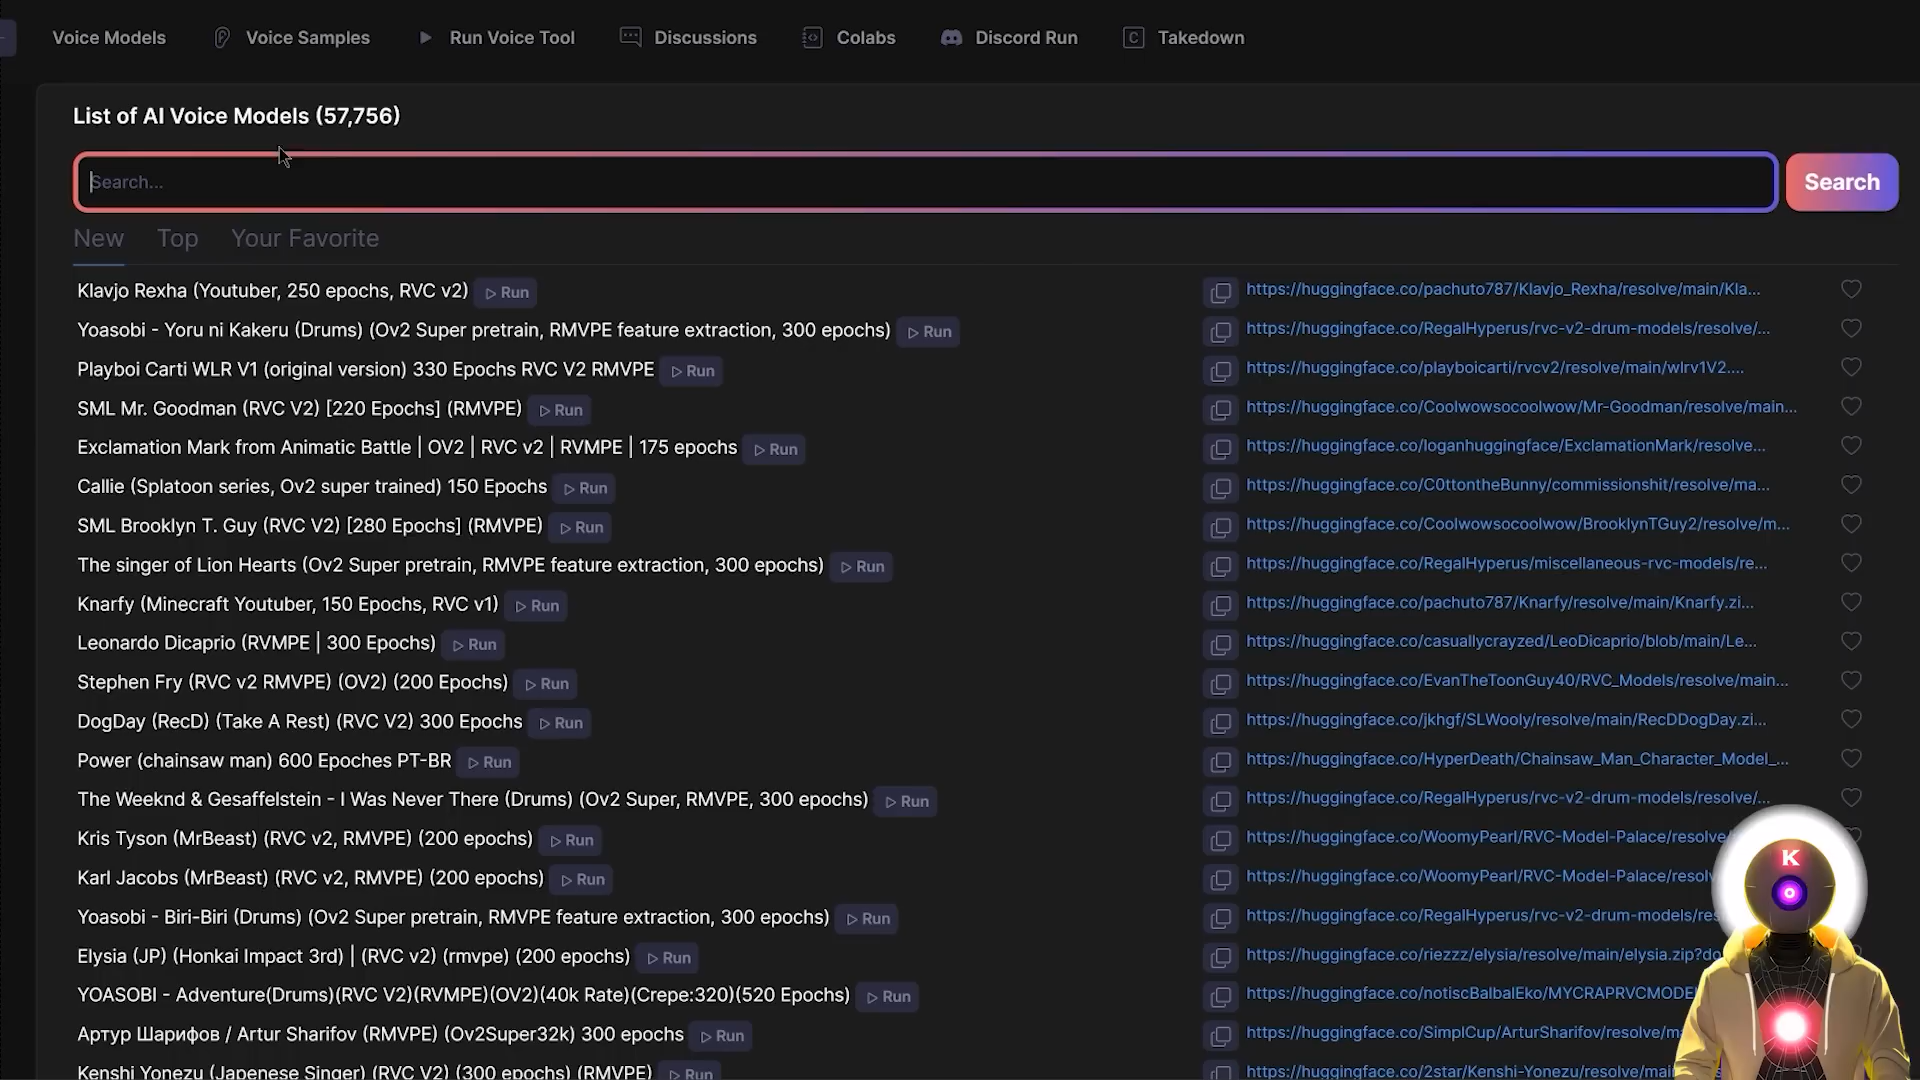 Voice Models Voice Samples Run Voice Tool Discussions Colabs Discord Run Takedown
List of AI Voice Models (57,756)
Search... Search
New Top Your Favorite
Klavjo Rexha (Youtuber, 250 epochs, RVC v2) Run https://huggingface.co/pachuto787/Klavjo_Rexha/resolve/main/Kla...
Yoasobi - Yoru ni Kakeru (Drums) (Ov2 Super pretrain, RMVPE feature extraction, 300 epochs) Run https://huggingface.co/RegalHyperus/rvc-v2-drum-models/resolve/...
Playboi Carti WLR V1 (original version) 330 Epochs RVC V2 RMVPE Run https://huggingface.co/playboicarti/rvcv2/resolve/main/wlrv1V2....
SML Mr. Goodman (RVC V2) [220 Epochs] (RMVPE) Run https://huggingface.co/Coolwowsocoolwow/Mr-Goodman/resolve/main...
Exclamation Mark from Animatic Battle | OV2 | RVC v2 | RVMPE | 175 epochs Run https://huggingface.co/loganhuggingface/ExclamationMark/resolve...
Callie (Splatoon series, Ov2 super trained) 150 Epochs Run https://huggingface.co/C0ttontheBunny/commissionshit/resolve/ma...
SML Brooklyn T. Guy (RVC V2) [280 Epochs] (RMVPE) Run https://huggingface.co/Coolwowsocoolwow/BrooklynTGuy2/resolve/m...
The singer of Lion Hearts (Ov2 Super pretrain, RMVPE feature extraction, 300 epochs) Run https://huggingface.co/RegalHyperus/miscellaneous-rvc-models/re...
Knarfy (Minecraft Youtuber, 150 Epochs, RVC v1) Run https://huggingface.co/pachuto787/Knarfy/resolve/main/Knarfy.zi...
Leonardo Dicaprio (RVMPE | 300 Epochs) Run https://huggingface.co/casuallycrayzed/LeoDicaprio/blob/main/Le...
Stephen Fry (RVC v2 RMVPE) (OV2) (200 Epochs) Run https://huggingface.co/EvanTheToonGuy40/RVC_Models/resolve/main...
DogDay (RecD) (Take A Rest) (RVC V2) 300 Epochs Run https://huggingface.co/jkhgf/SLWooly/resolve/main/RecDDogDay.zi...
Power (chainsaw man) 600 Epoches PT-BR Run https://huggingface.co/HyperDeath/Chainsaw_Man_Character_Model_...
The Weeknd & Gesaffelstein - I Was Never There (Drums) (Ov2 Super, RMVPE, 300 epochs) Run https://huggingface.co/RegalHyperus/rvc-v2-drum-models/resolve/...
Kris Tyson (MrBeast) (RVC v2, RMVPE) (200 epochs) Run https://huggingface.co/WoomyPearl/RVC-Model-Palace/resolve/
Karl Jacobs (MrBeast) (RVC v2, RMVPE) (200 epochs) Run https://huggingface.co/WoomyPearl/RVC-Model-Palace/resol
Yoasobi - Biri-Biri (Drums) (Ov2 Super pretrain, RMVPE feature extraction, 300 epochs) Run https://huggingface.co/RegalHyperus/rvc-v2-drum-models/res
Elysia (JP) (Honkai Impact 3rd) | (RVC v2) (rmvpe) (200 epochs) Run https://huggingface.co/riezzz/elysia/resolve/main/elysia.zip?do
YOASOBI - Adventure(Drums)(RVC V2)(RVMPE)(OV2)(40k Rate)(Crepe:320)(520 Epochs) Run https://huggingface.co/notiscBalbalEko/MYCRAPRVCMODE
Артур Шарифов / Artur Sharifov (RMVPE) (Ov2Super32k) 300 epochs Run https://huggingface.co/SimplCup/ArturSharifov/resolve/m
Kenshi Yonezu (Japenese Singer) (RVC V2) (300 epochs) (RMVPE) Run https://huggingface.co/2star/Kenshi-Yonezu/resolve/mai
K